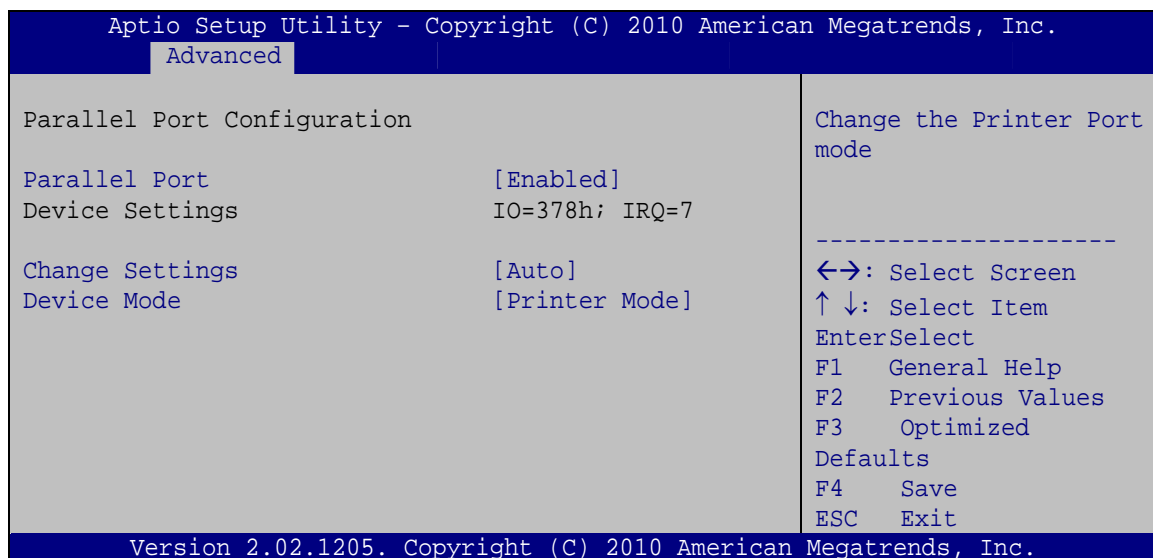 Aptio Setup Utility – Copyright (C) 2010 American Megatrends, Inc.
Advanced
Parallel Port Configuration
Parallel Port [Enabled]
Device Settings IO=378h; IRQ=7
Change Settings [Auto]
Device Mode [Printer Mode]
Change the Printer Port
mode
---------------------
←→: Select Screen
↑ ↓: Select Item
EnterSelect
F1 General Help
F2 Previous Values
F3 Optimized
Defaults
F4 Save
ESC Exit
Version 2.02.1205. Copyright (C) 2010 American Megatrends, Inc.